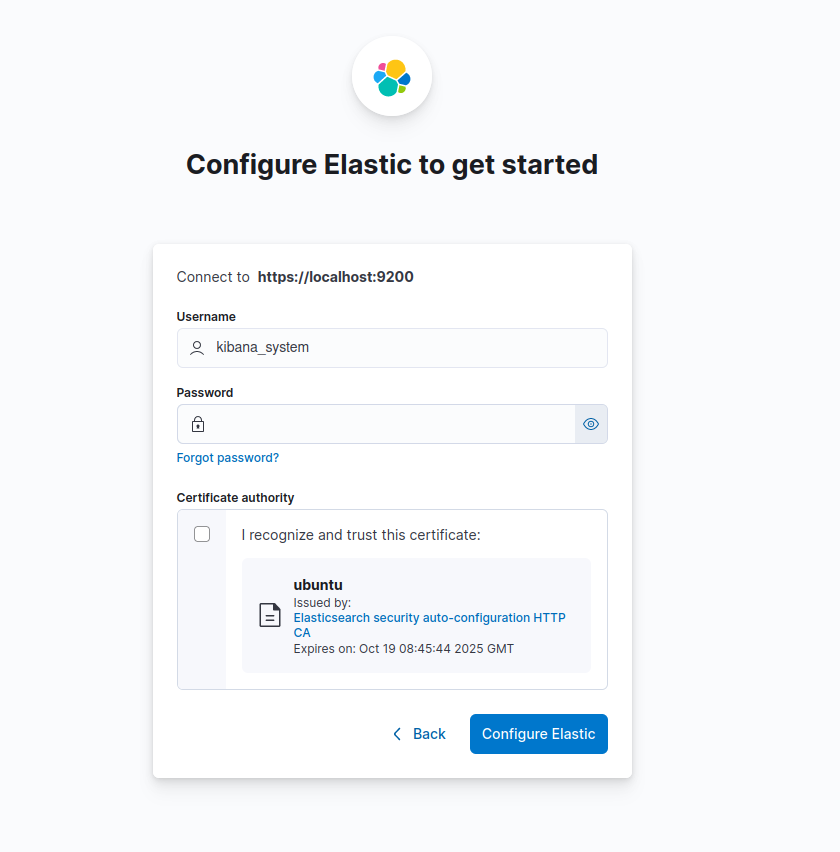 Configure Elastic to get started
Connect to https://localhost:9200
Username
kibana_system
Password
Forgot password?
Certificate authority
I recognize and trust this certificate:
ubuntu
Issued by:
Elasticsearch security auto-configuration HTTP
CA
Expires on: Oct 19 08:45:44 2025 GMT
Back
Configure Elastic